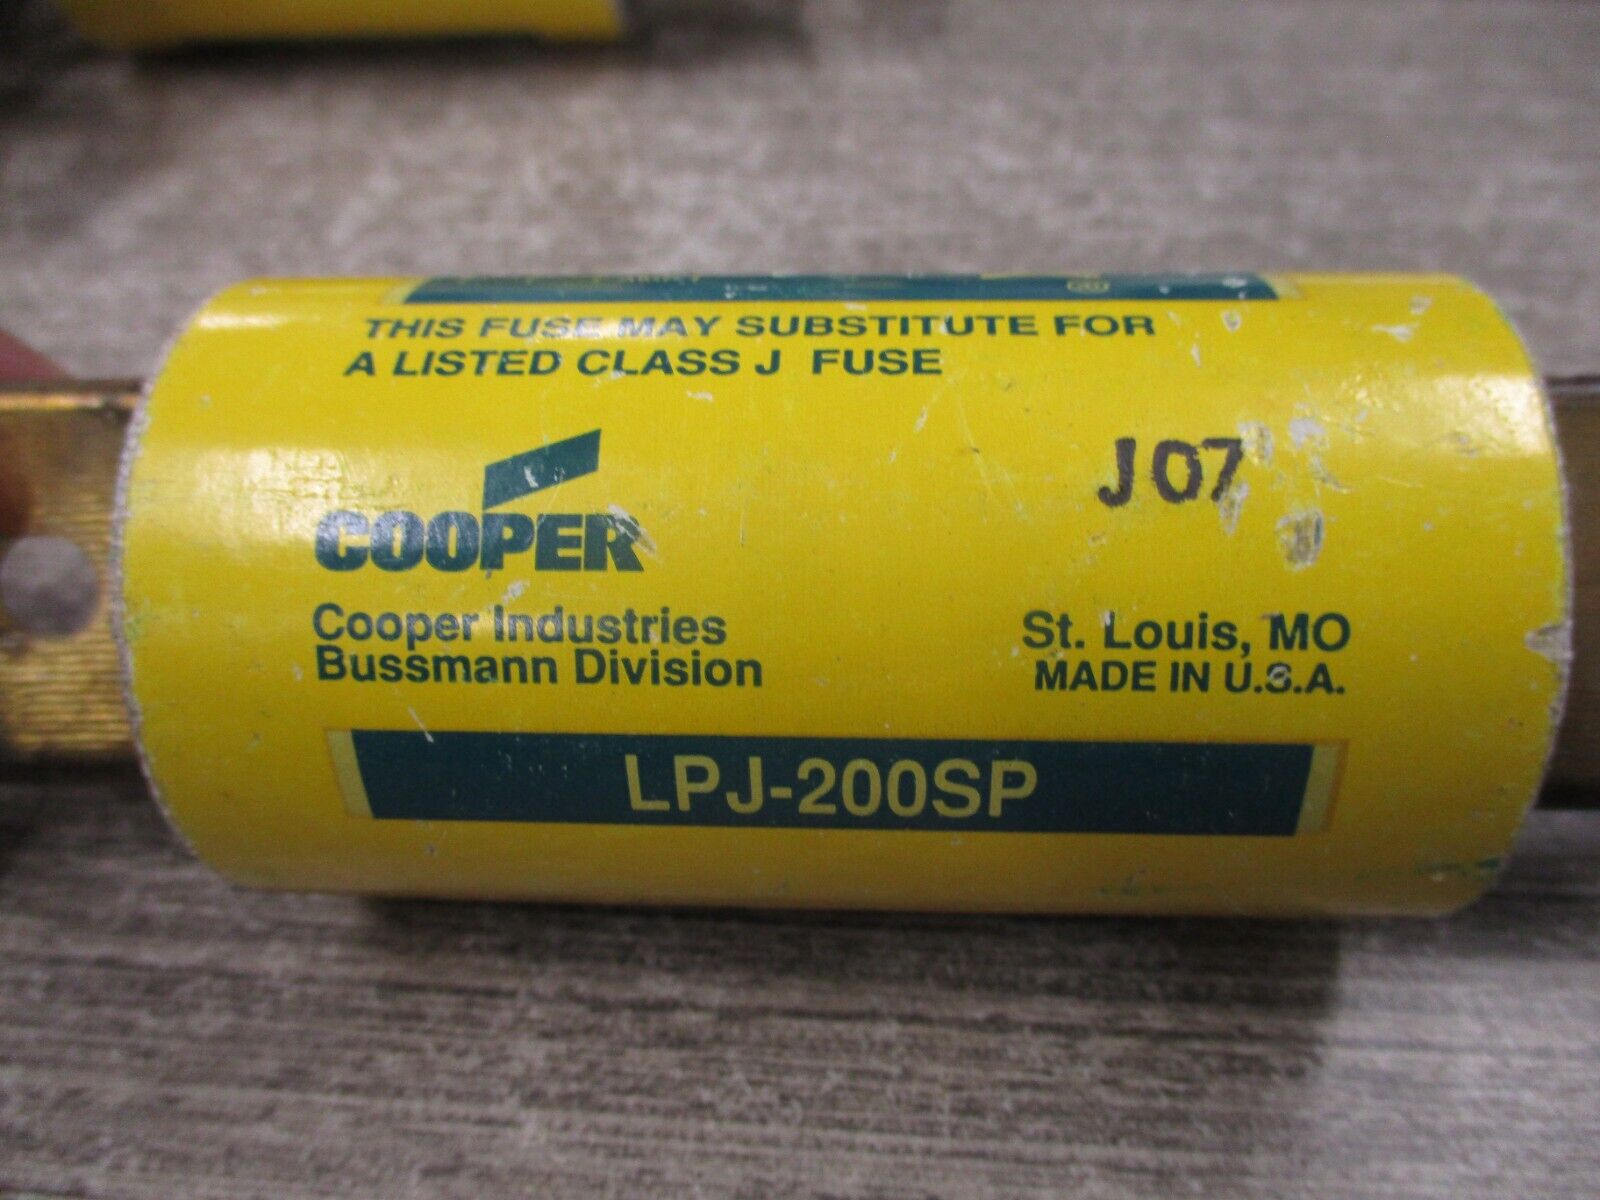 THIS FUSE MAY SUBSTITUTE FOR
A LISTED CLASS J FUSE
COOPER
J07
Cooper Industries
Bussmann Division
St. Louis, MO
MADE IN U.S.A.
LPJ-200SP